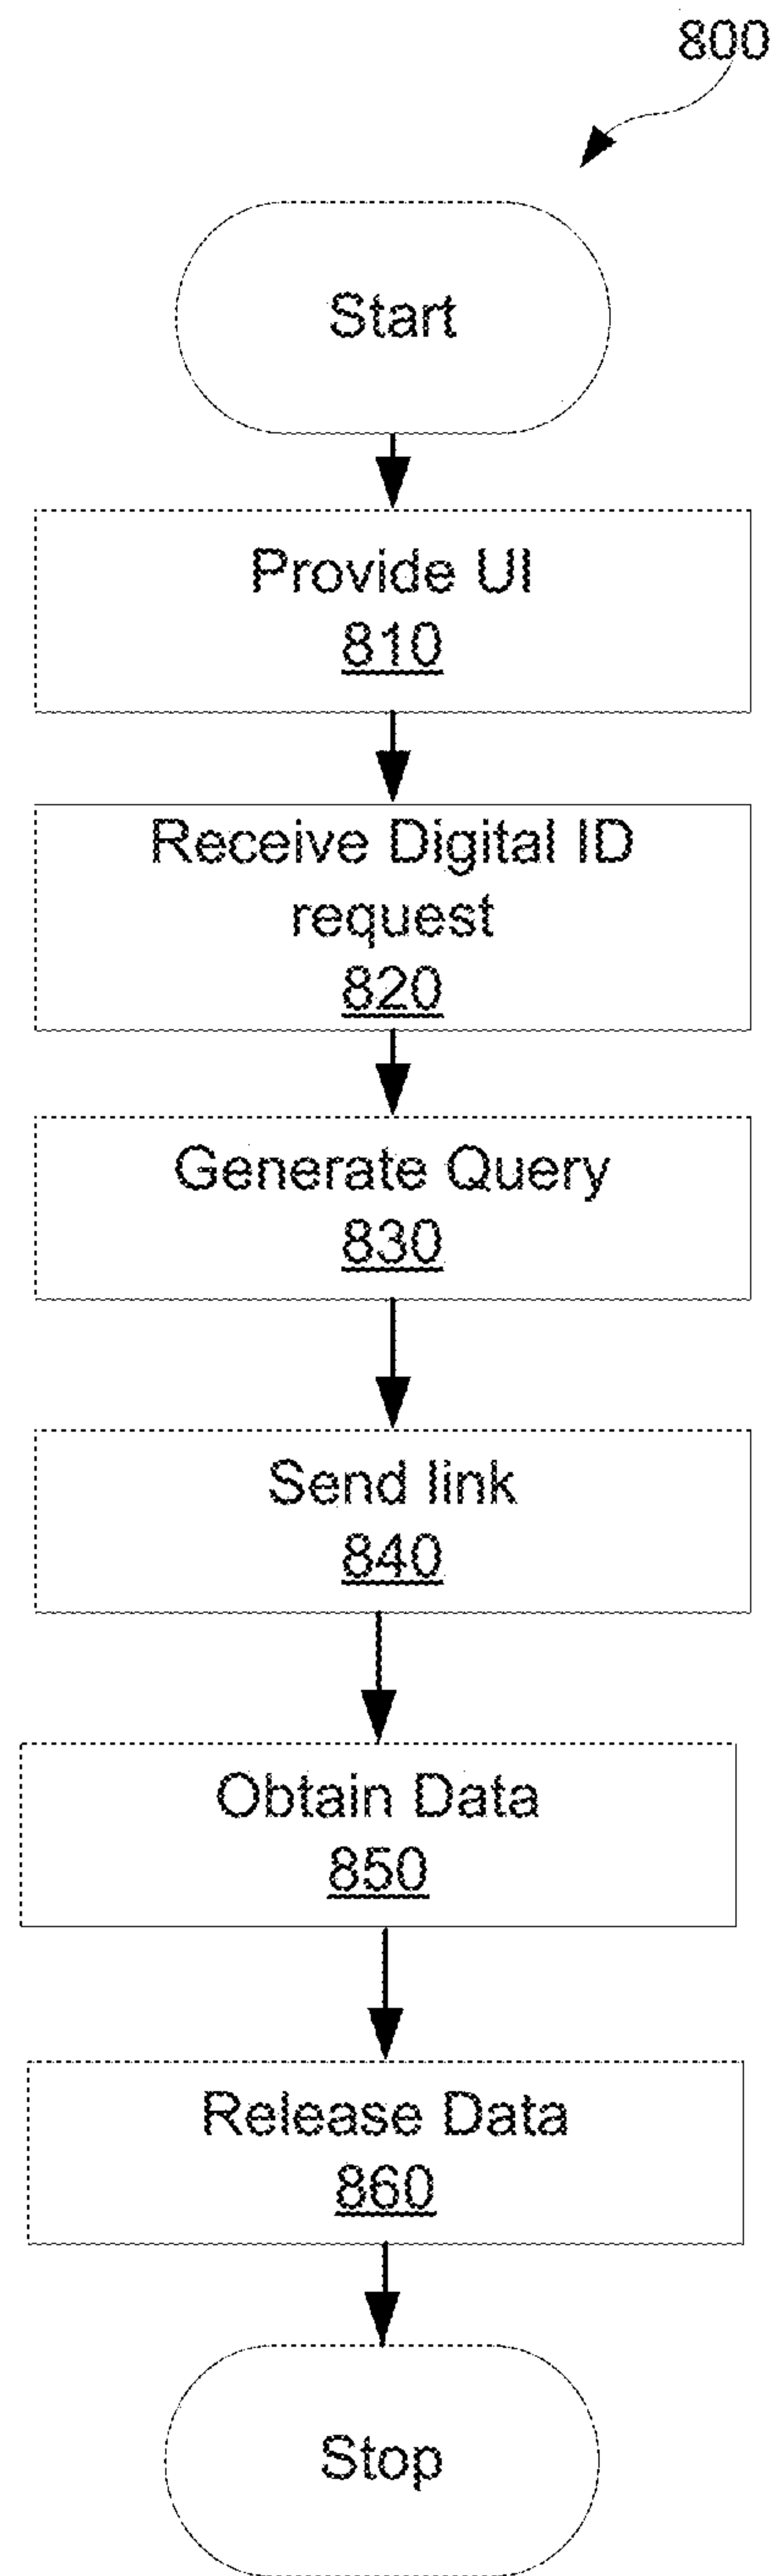 800
Start
Provide UI
810
Receive Digital ID
request
820
Generate Query
830
Send link
840
Obtain Data
850
Release Data
860
Stop